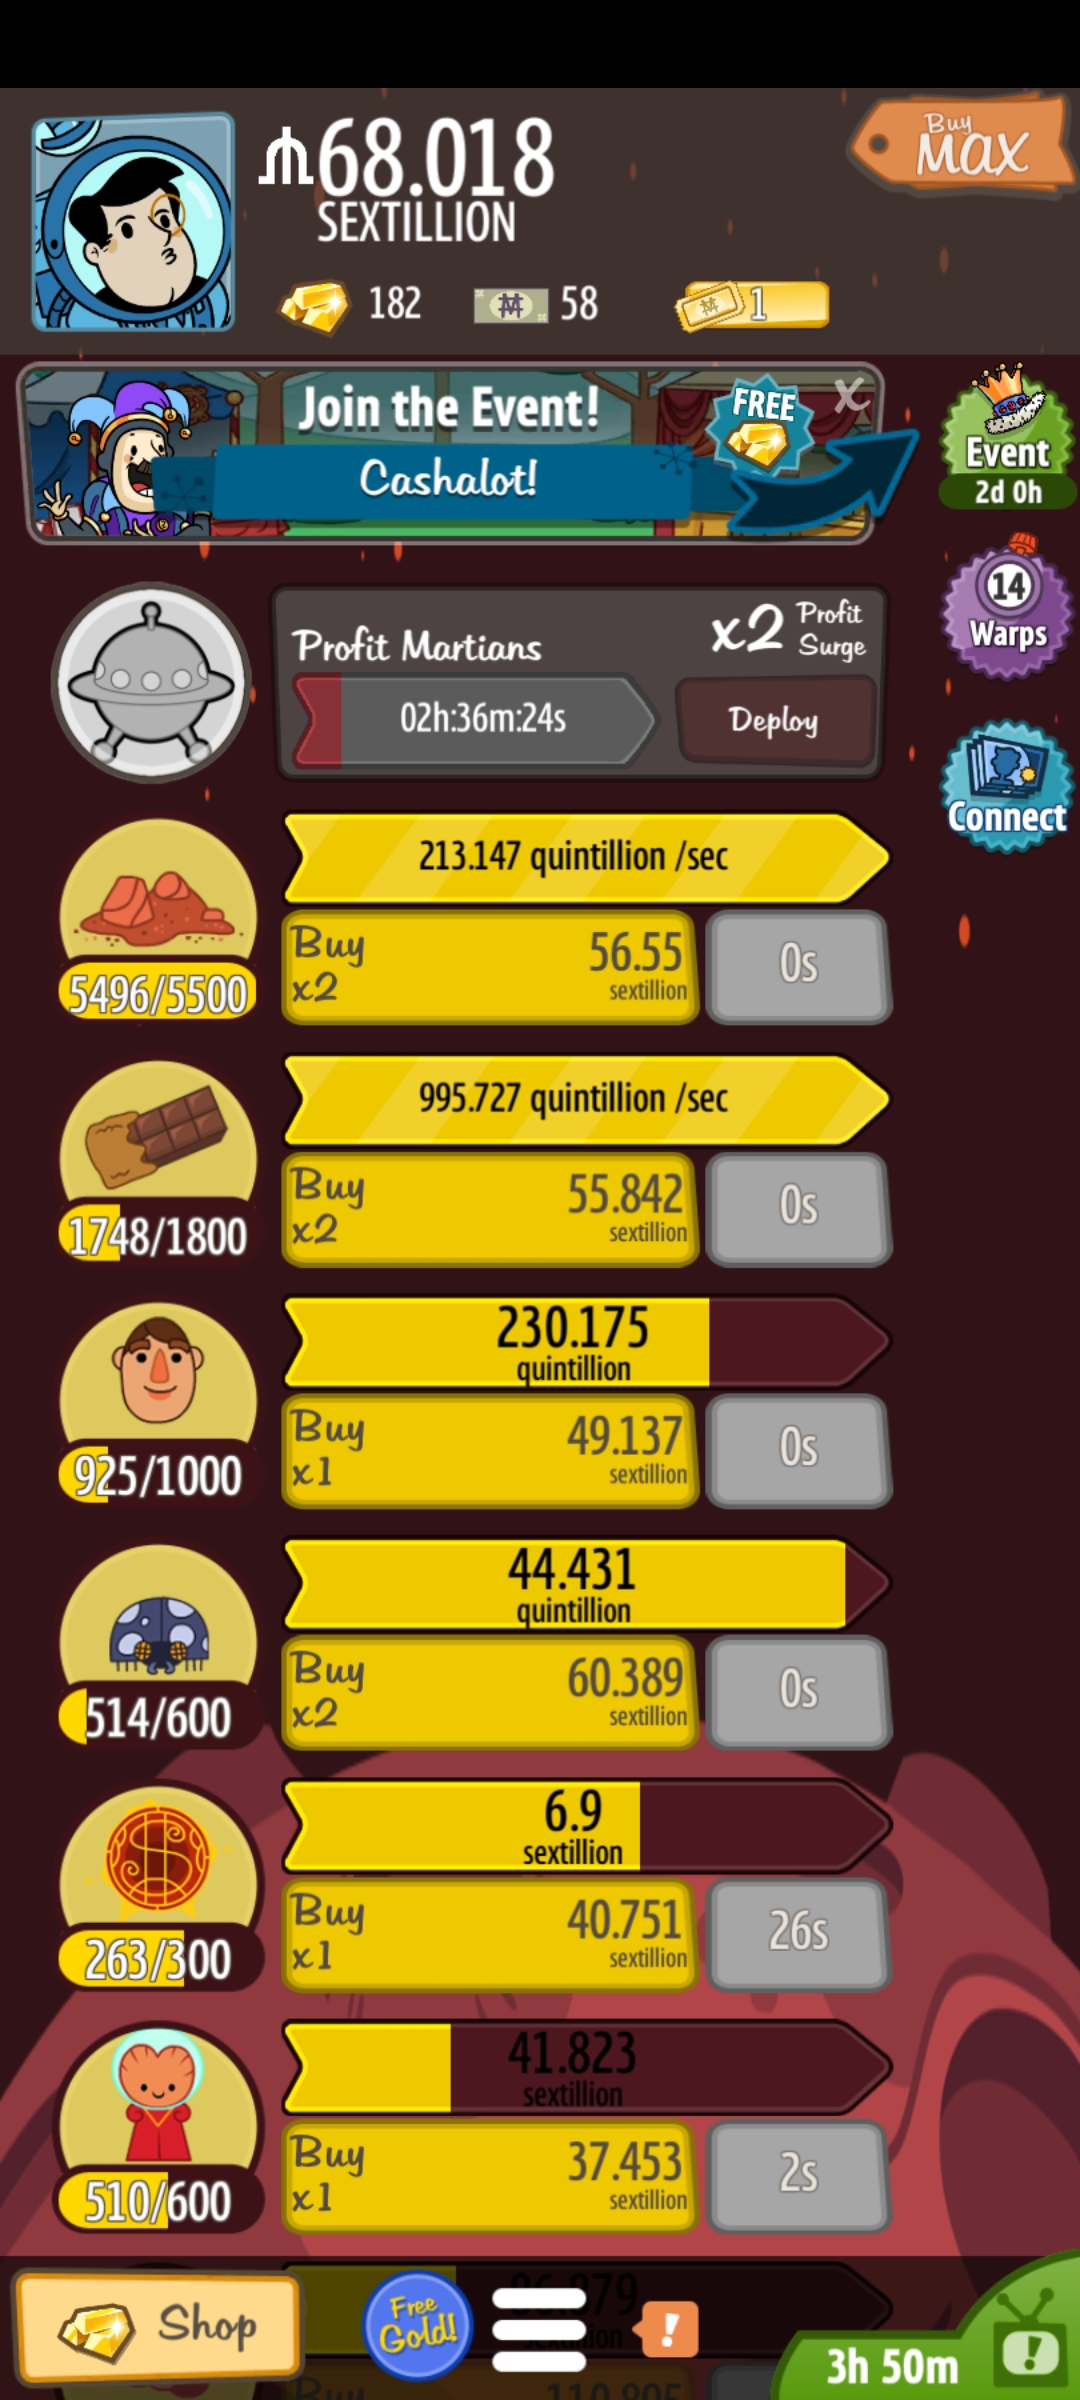 68.018
SEXTILLION
Buy
MAX
182
58
1
Join the Event!
Cashalot!
FREE
X
Event
2d 0h
14
Warps
Connect
Profit Martians
x2 Profit Surge
02h:36m:24s
Deploy
213.147 quintillion /sec
5496/5500
Buy x2
56.55 sextillion
0s
995.727 quintillion /sec
1748/1800
Buy x2
55.842 sextillion
0s
230.175
quintillion
925/1000
Buy x1
49.137 sextillion
0s
44.431
quintillion
514/600
Buy x2
60.389 sextillion
0s
6.9
sextillion
263/300
Buy x1
40.751 sextillion
26s
41.823
sextillion
510/600
Buy x1
37.453 sextillion
2s
Shop
Free
Gold!
!
3h 50m
!
Buy